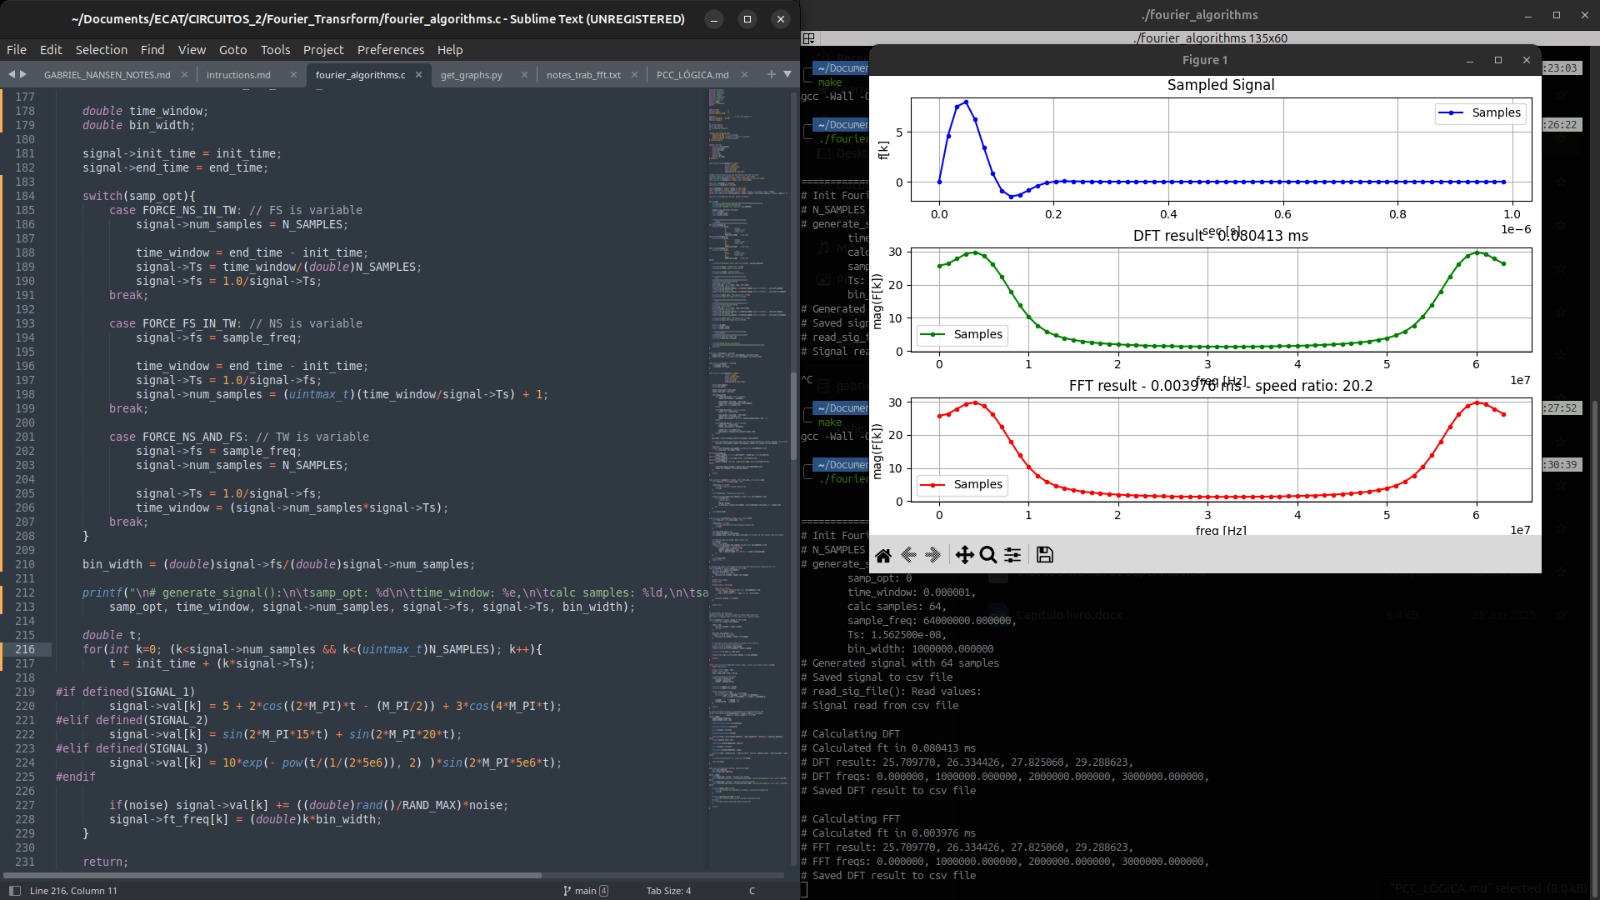 ~/Documents/ECAT/CIRCUITOS_2/Fourier_Transrform/fourier_algorithms.c - Sublime Text (UNREGISTERED)
File Edit Selection Find View Goto Tools Project Preferences Help
GABRIEL_NANSEN_NOTES.md intructions.md fourier_algorithms.c get_graphs.py notes_trab_fft.txt PCC_LÓGICA.md
177
178 double time_window;
179 double bin_width;
180
181 signal->init_time = init_time;
182 signal->end_time = end_time;
183
184 switch(samp_opt){
185 case FORCE_NS_IN_TW: // FS is variable
186 signal->num_samples = N_SAMPLES;
187
188 time_window = end_time - init_time;
189 signal->Ts = time_window/(double)N_SAMPLES;
190 signal->fs = 1.0/signal->Ts;
191 break;
192
193 case FORCE_FS_IN_TW: // NS is variable
194 signal->fs = sample_freq;
195
196 time_window = end_time - init_time;
197 signal->Ts = 1.0/signal->fs;
198 signal->num_samples = (uintmax_t)(time_window/signal->Ts) + 1;
199 break;
200
201 case FORCE_NS_AND_FS: // TW is variable
202 signal->fs = sample_freq;
203 signal->num_samples = N_SAMPLES;
204
205 signal->Ts = 1.0/signal->fs;
206 time_window = (signal->num_samples*signal->Ts);
207 break;
208 }
209
210 bin_width = (double)signal->fs/(double)signal->num_samples;
211
212 printf("\n# generate_signal():\n\tsamp_opt: %d\n\ttime_window: %e,\n\tcalc samples: %ld,\n\tsa
213 samp_opt, time_window, signal->num_samples, signal->fs, signal->Ts, bin_width);
214
215 double t;
216 for(int k=0; (k<signal->num_samples && k<(uintmax_t)N_SAMPLES); k++){
217 t = init_time + (k*signal->Ts);
218
219 #if defined(SIGNAL_1)
220 signal->val[k] = 5 + 2*cos((2*M_PI)*t - (M_PI/2)) + 3*cos(4*M_PI*t);
221 #elif defined(SIGNAL_2)
222 signal->val[k] = sin(2*M_PI*15*t) + sin(2*M_PI*20*t);
223 #elif defined(SIGNAL_3)
224 signal->val[k] = 10*exp(- pow(t/(1/(2*5e6)), 2) )*sin(2*M_PI*5e6*t);
225 #endif
226
227 if(noise) signal->val[k] += ((double)rand()/RAND_MAX)*noise;
228 signal->ft_freq[k] = (double)k*bin_width;
229 }
230
231 return;
Line 216, Column 11 main 4 Tab Size: 4 C
./fourier_algorithms
./fourier_algorithms 135x60
~/Documen :23:03
make
gcc -Wall -O
~/Documen :26:22
./fourier
# Init Fouri
# N_SAMPLES
# generate_s
time
calc
samp
Ts:
bin_
# Generated
# Saved sign
# read_sig_f
# Signal rea
^C
~/Documen :27:52
make
gcc -Wall -O
~/Documen :30:39
./fourier
# Init Fouri
# N_SAMPLES
# generate_s
samp_opt: 0
time_window: 0.000001,
calc samples: 64,
sample_freq: 64000000.000000,
Ts: 1.562500e-08,
bin_width: 1000000.000000
# Generated signal with 64 samples
# Saved signal to csv file
# read_sig_file(): Read values:
# Signal read from csv file
# Calculating DFT
# Calculated ft in 0.080413 ms
# DFT result: 25.709770, 26.334426, 27.825060, 29.288623,
# DFT freqs: 0.000000, 1000000.000000, 2000000.000000, 3000000.000000,
# Saved DFT result to csv file
# Calculating FFT
# Calculated ft in 0.003976 ms
# FFT result: 25.709770, 26.334426, 27.825060, 29.288623,
# FFT freqs: 0.000000, 1000000.000000, 2000000.000000, 3000000.000000,
# Saved DFT result to csv file
Capitulo livro.docx
"PCC_LÓGICA.md" selected (0.0 kB)
Figure 1
Sampled Signal
Samples
f[k]
5
0
0.0 0.2 0.4 0.6 0.8 1.0
sec [s] 1e-6
DFT result - 0.080413 ms
mag(F[k])
30
20
10
0
Samples
0 1 2 3 4 5 6
freq [Hz] 1e7
FFT result - 0.003976 ms - speed ratio: 20.2
mag(F[k])
30
20
10
0
Samples
0 1 2 3 4 5 6
freq [Hz] 1e7